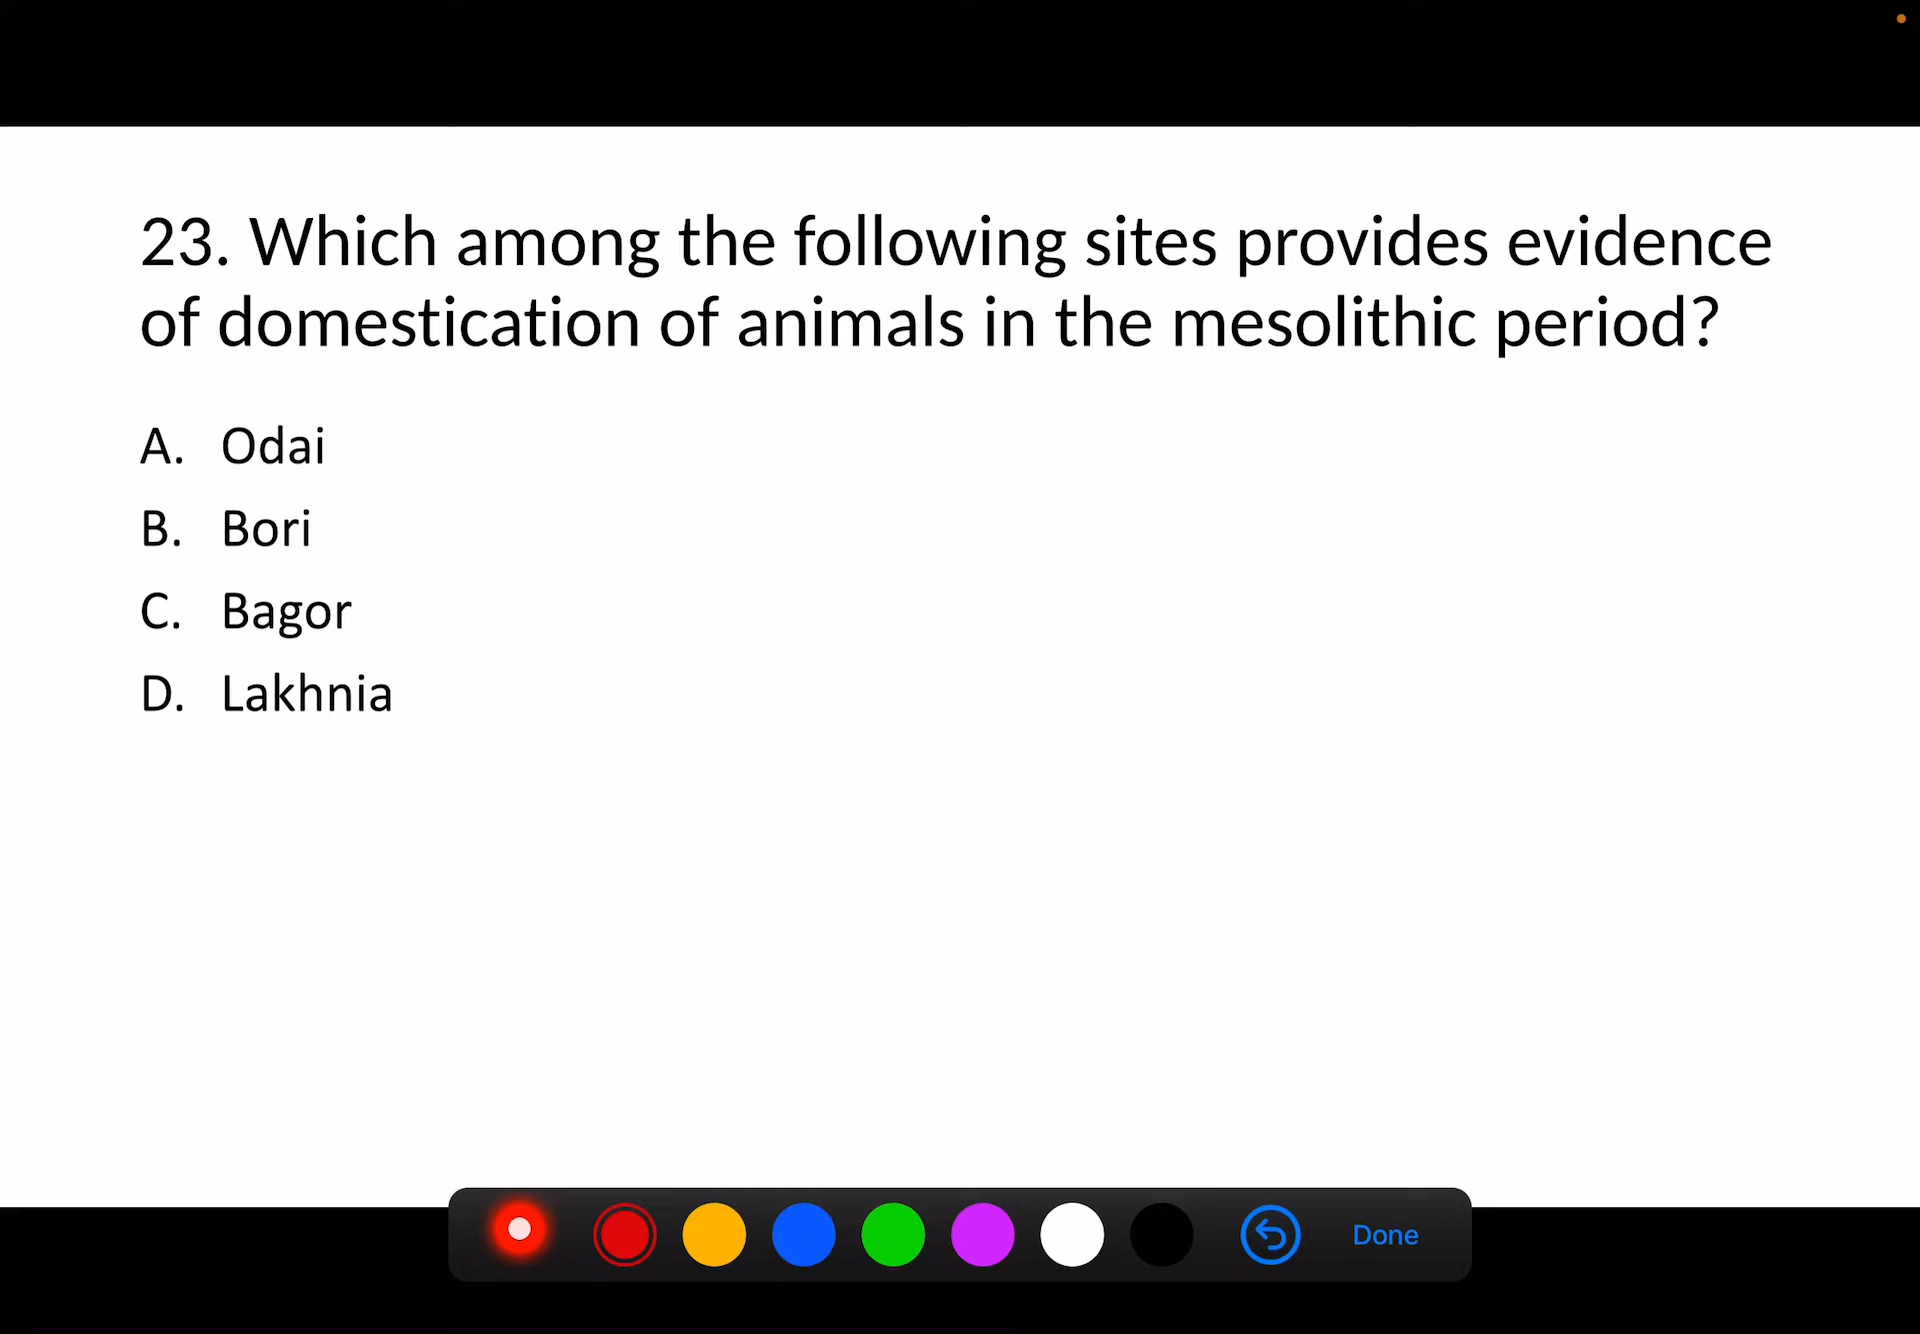 23. Which among the following sites provides evidence
of domestication of animals in the mesolithic period?
A. Odai
B. Bori
C. Bagor
D. Lakhnia
Done